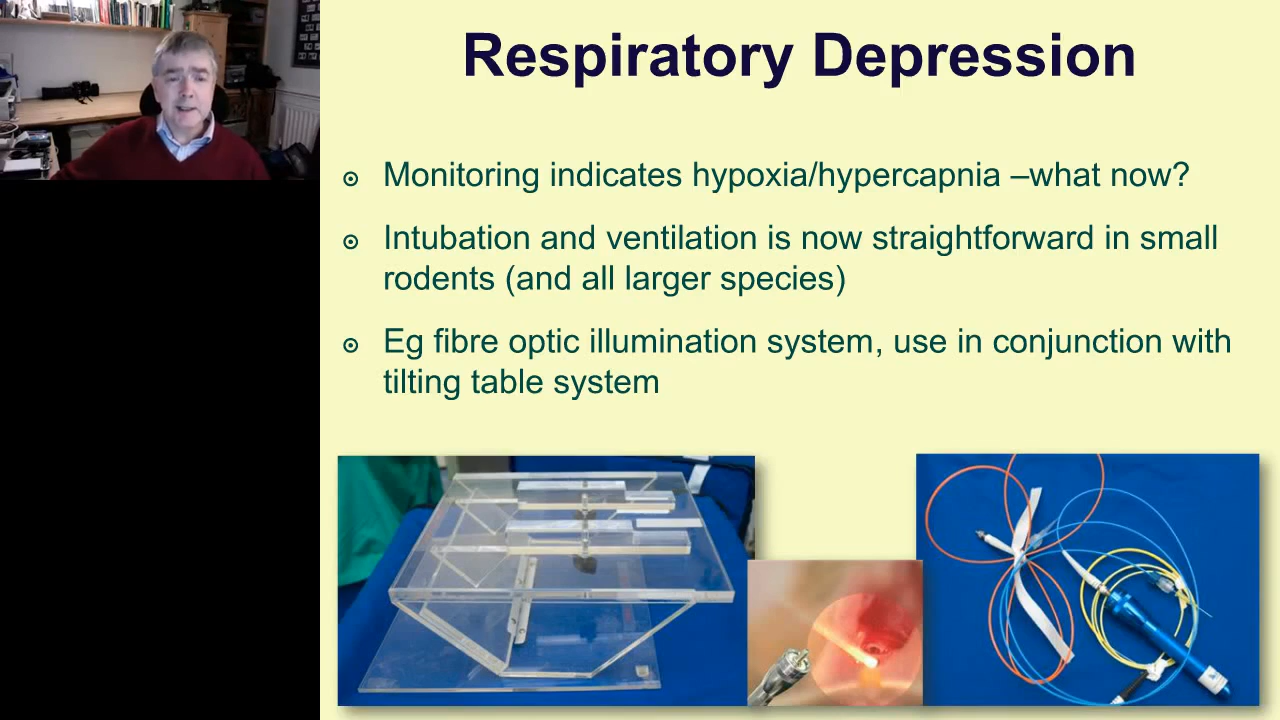 Respiratory Depression
Monitoring indicates hypoxia/hypercapnia –what now?
Intubation and ventilation is now straightforward in small
rodents (and all larger species)
Eg fibre optic illumination system, use in conjunction with
tilting table system